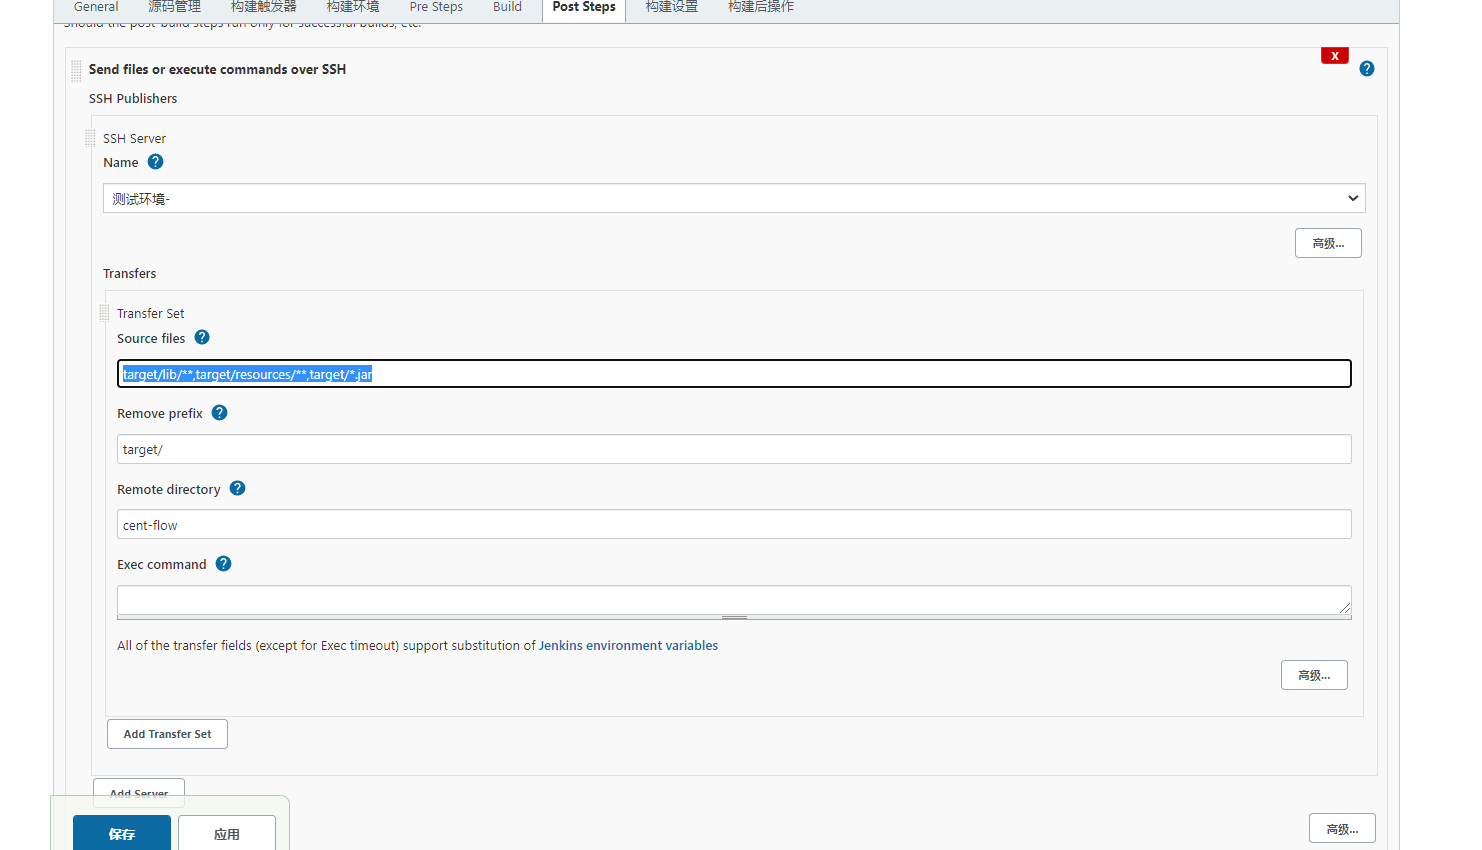 General 源码管理 构建触发器 构建环境 Pre Steps Build Post Steps 构建设置 构建后操作
Should the post-build steps run only for successful builds, etc.
X
Send files or execute commands over SSH
?
SSH Publishers
SSH Server
Name ?
测试环境-
高级...
Transfers
Transfer Set
Source files ?
target/lib/**,target/resources/**,target/*.jar
Remove prefix ?
target/
Remote directory ?
cent-flow
Exec command ?
All of the transfer fields (except for Exec timeout) support substitution of Jenkins environment variables
高级...
Add Transfer Set
Add Server
保存 应用
高级...